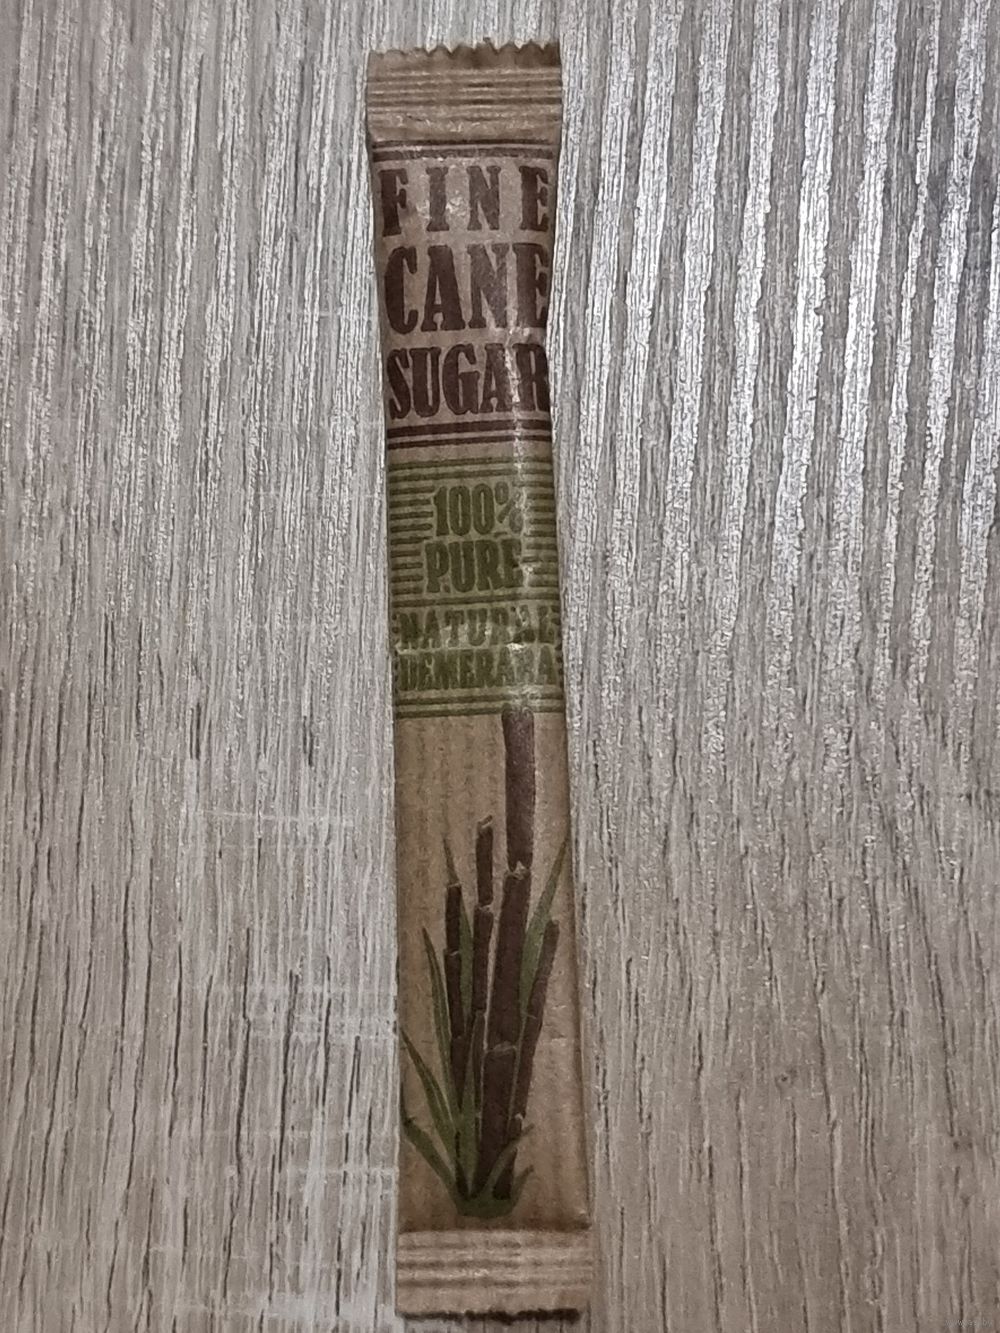 FINE
CANE
SUGAR
100%
PURE
NATURAL
DEMERARA